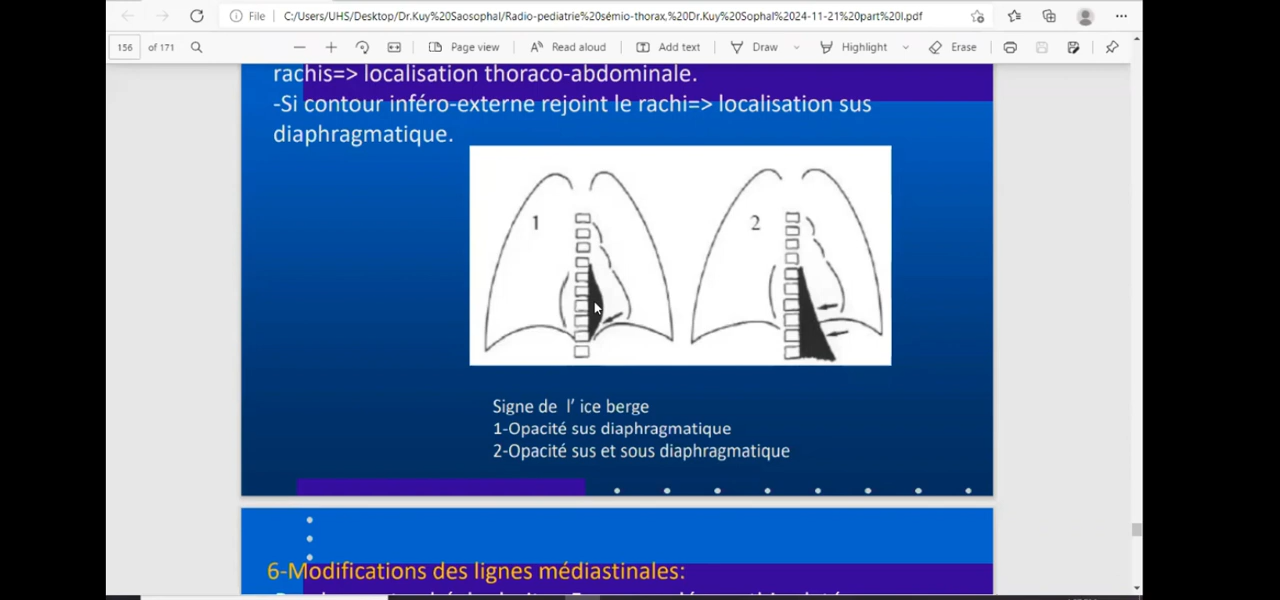 File C:/Users/UHS/Desktop/Dr.Kuy%20Saosophal/Radio-pediatrie%20sémio-thorax,%20Dr.Kuy%20Sophal%2024-11-21%20part%20I.pdf
156 of 171 Page view Read aloud Add text Draw Highlight Erase
rachis=> localisation thoraco-abdominale.
-Si contour inféro-externe rejoint le rachi=> localisation sus
diaphragmatique.
1 2
Signe de l' ice berge
1-Opacité sus diaphragmatique
2-Opacité sus et sous diaphragmatique
6-Modifications des lignes médiastinales: